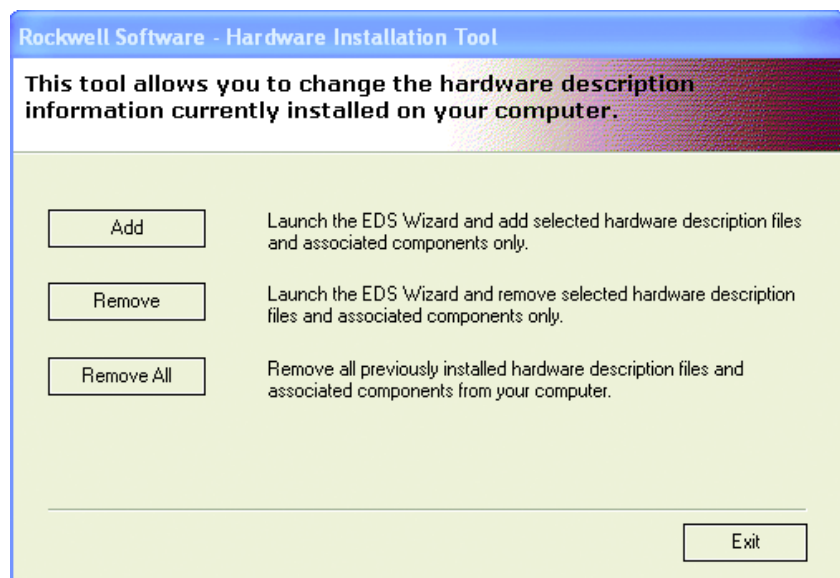 Rockwell Software - Hardware Installation Tool
This tool allows you to change the hardware description
information currently installed on your computer.
Add
Launch the EDS Wizard and add selected hardware description files
and associated components only.
Remove
Launch the EDS Wizard and remove selected hardware description
files and associated components only.
Remove All
Remove all previously installed hardware description files and
associated components from your computer.
Exit